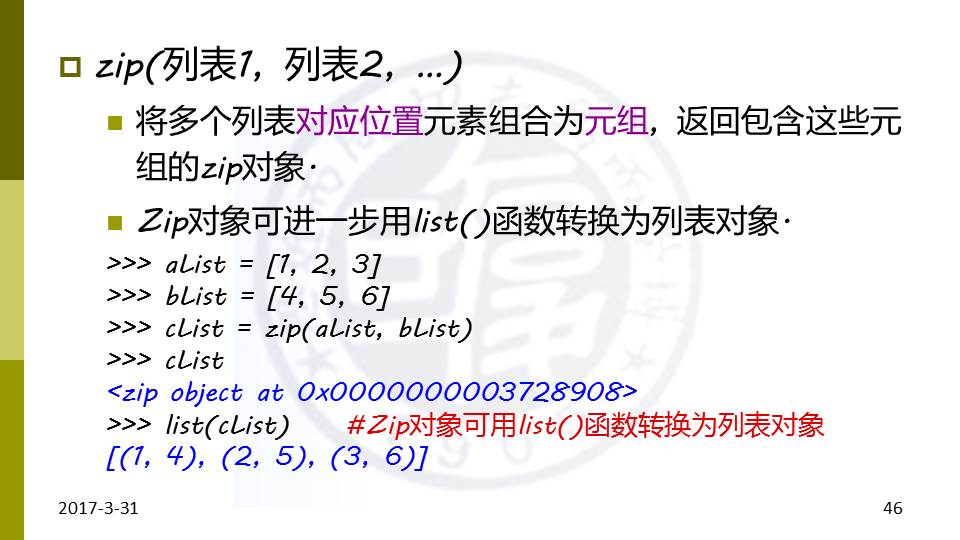 zip(列表1, 列表2, …)
将多个列表对应位置元素组合为元组，返回包含这些元
组的zip对象.
Zip对象可进一步用list()函数转换为列表对象.
>>> aList = [1, 2, 3]
>>> bList = [4, 5, 6]
>>> cList = zip(aList, bList)
>>> cList
<zip object at 0x0000000003728908>
>>> list(cList) #Zip对象可用list()函数转换为列表对象
[(1, 4), (2, 5), (3, 6)]
2017-3-31
46